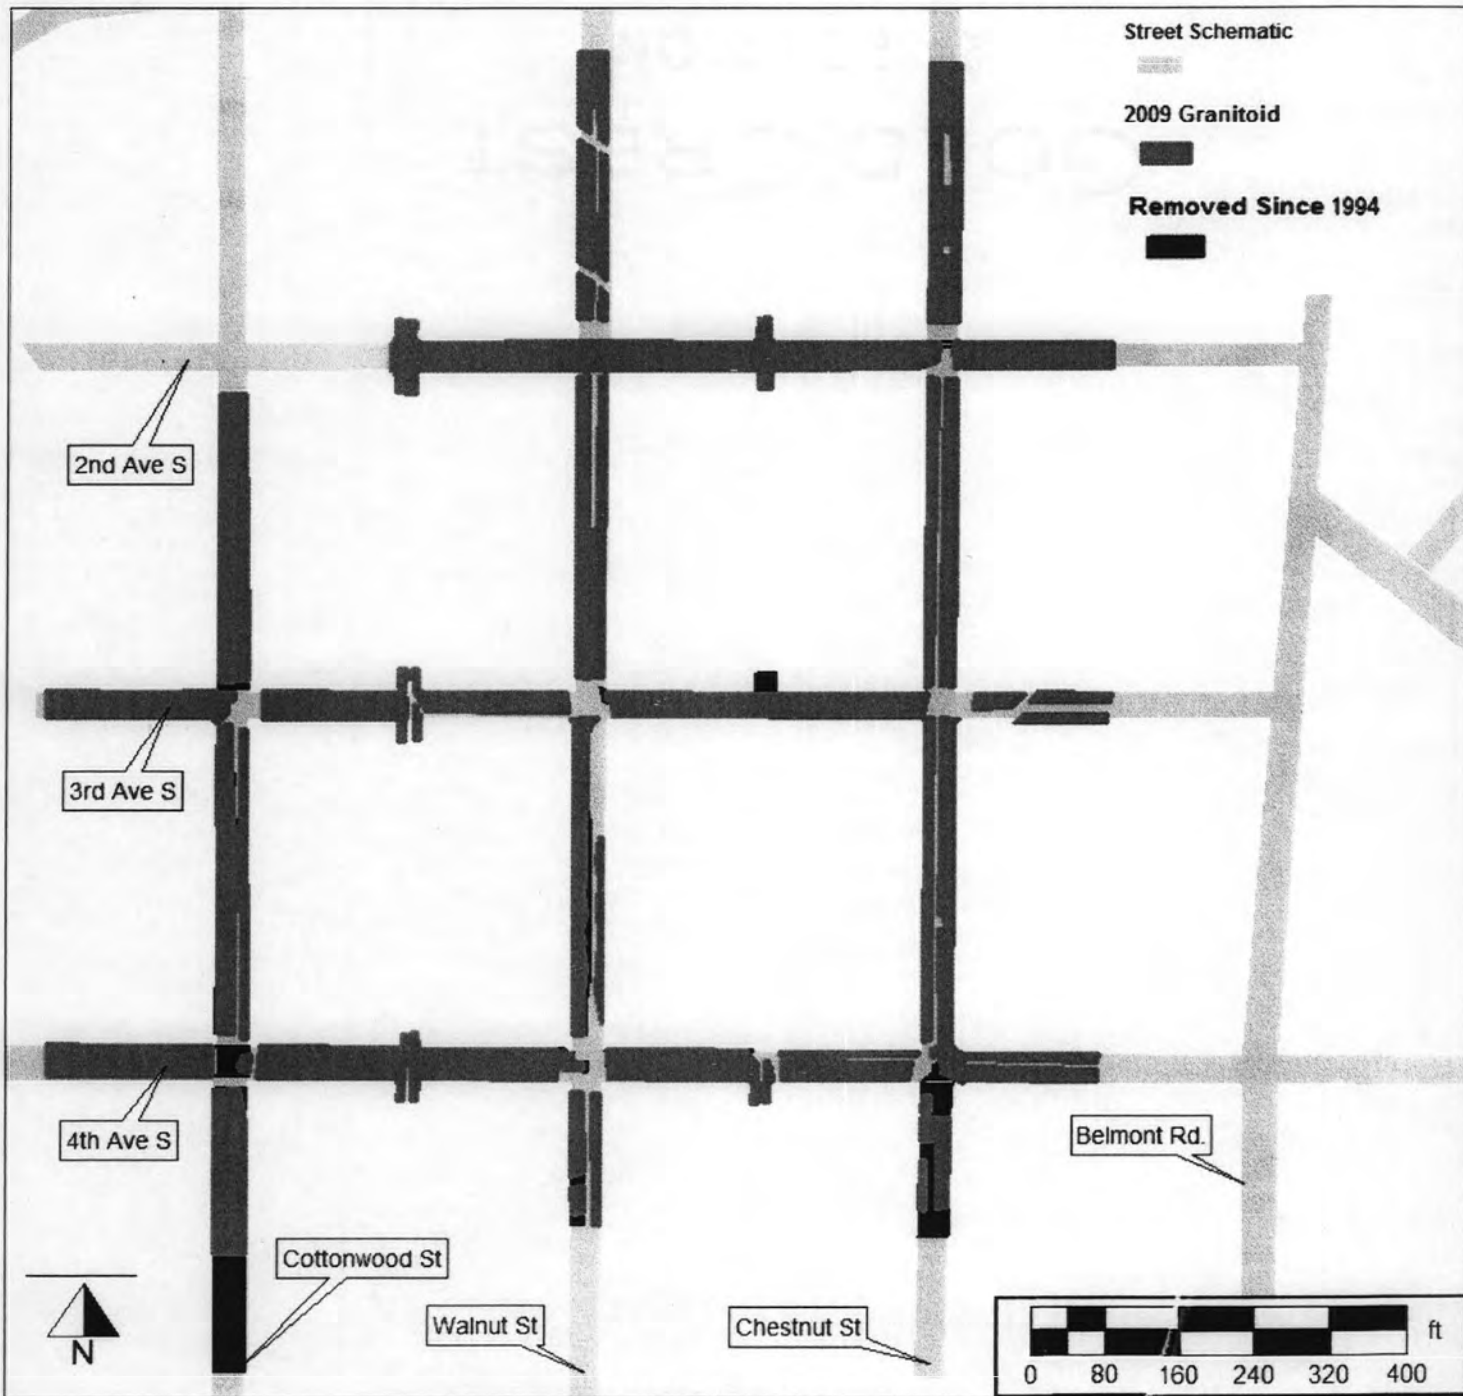 Street Schematic
2009 Granitoid
Removed Since 1994
2nd Ave S
3rd Ave S
4th Ave S
Belmont Rd.
Cottonwood St
Walnut St
Chestnut St
N
ft
0 80 160 240 320 400